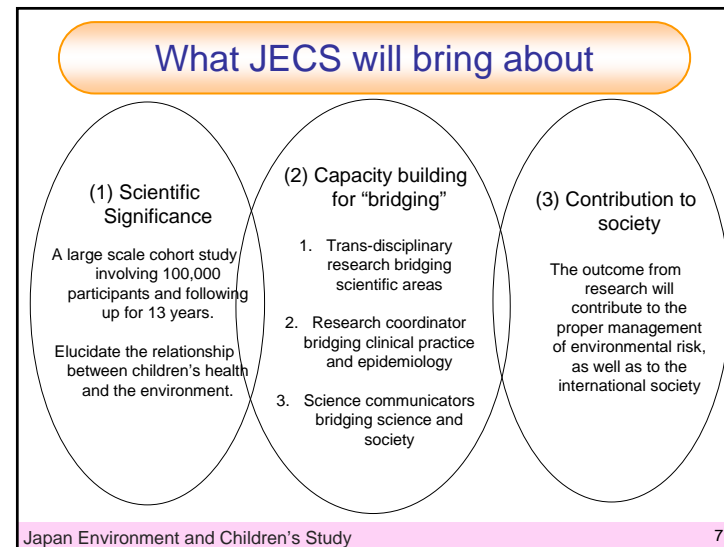 What JECS will bring about
(1) Scientific
Significance
A large scale cohort study
involving 100,000
participants and following
up for 13 years.
Elucidate the relationship
between children's health
and the environment.
(2) Capacity building
for "bridging"
1. Trans-disciplinary
research bridging
scientific areas
2. Research coordinator
bridging clinical practice
and epidemiology
3. Science communicators
bridging science and
society
(3) Contribution to
society
The outcome from
research will
contribute to the
proper management
of environmental risk,
as well as to the
international society
Japan Environment and Children's Study
7